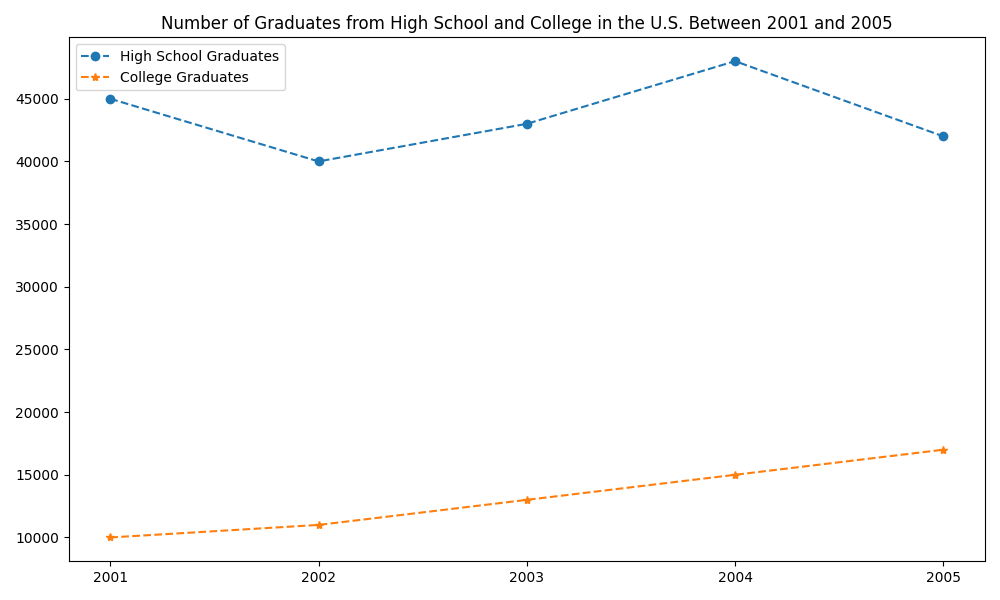 Number of Graduates from High School and College in the U.S. Between 2001 and 2005
High School Graduates
College Graduates
45000
40000
35000
30000
25000
20000
15000
10000
2001 2002 2003 2004 2005